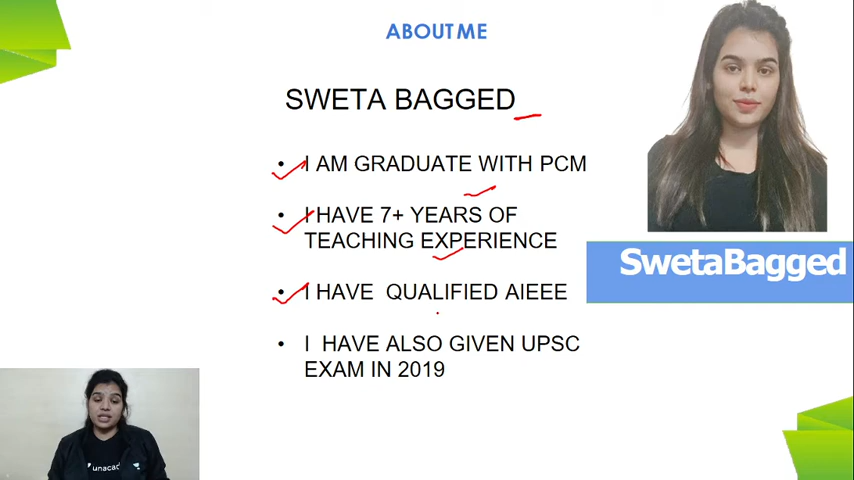 ABOUT ME
SWETA BAGGED
• I AM GRADUATE WITH PCM
• I HAVE 7+ YEARS OF
TEACHING EXPERIENCE
• I HAVE QUALIFIED AIEEE
• I HAVE ALSO GIVEN UPSC
EXAM IN 2019
SwetaBagged
unacad